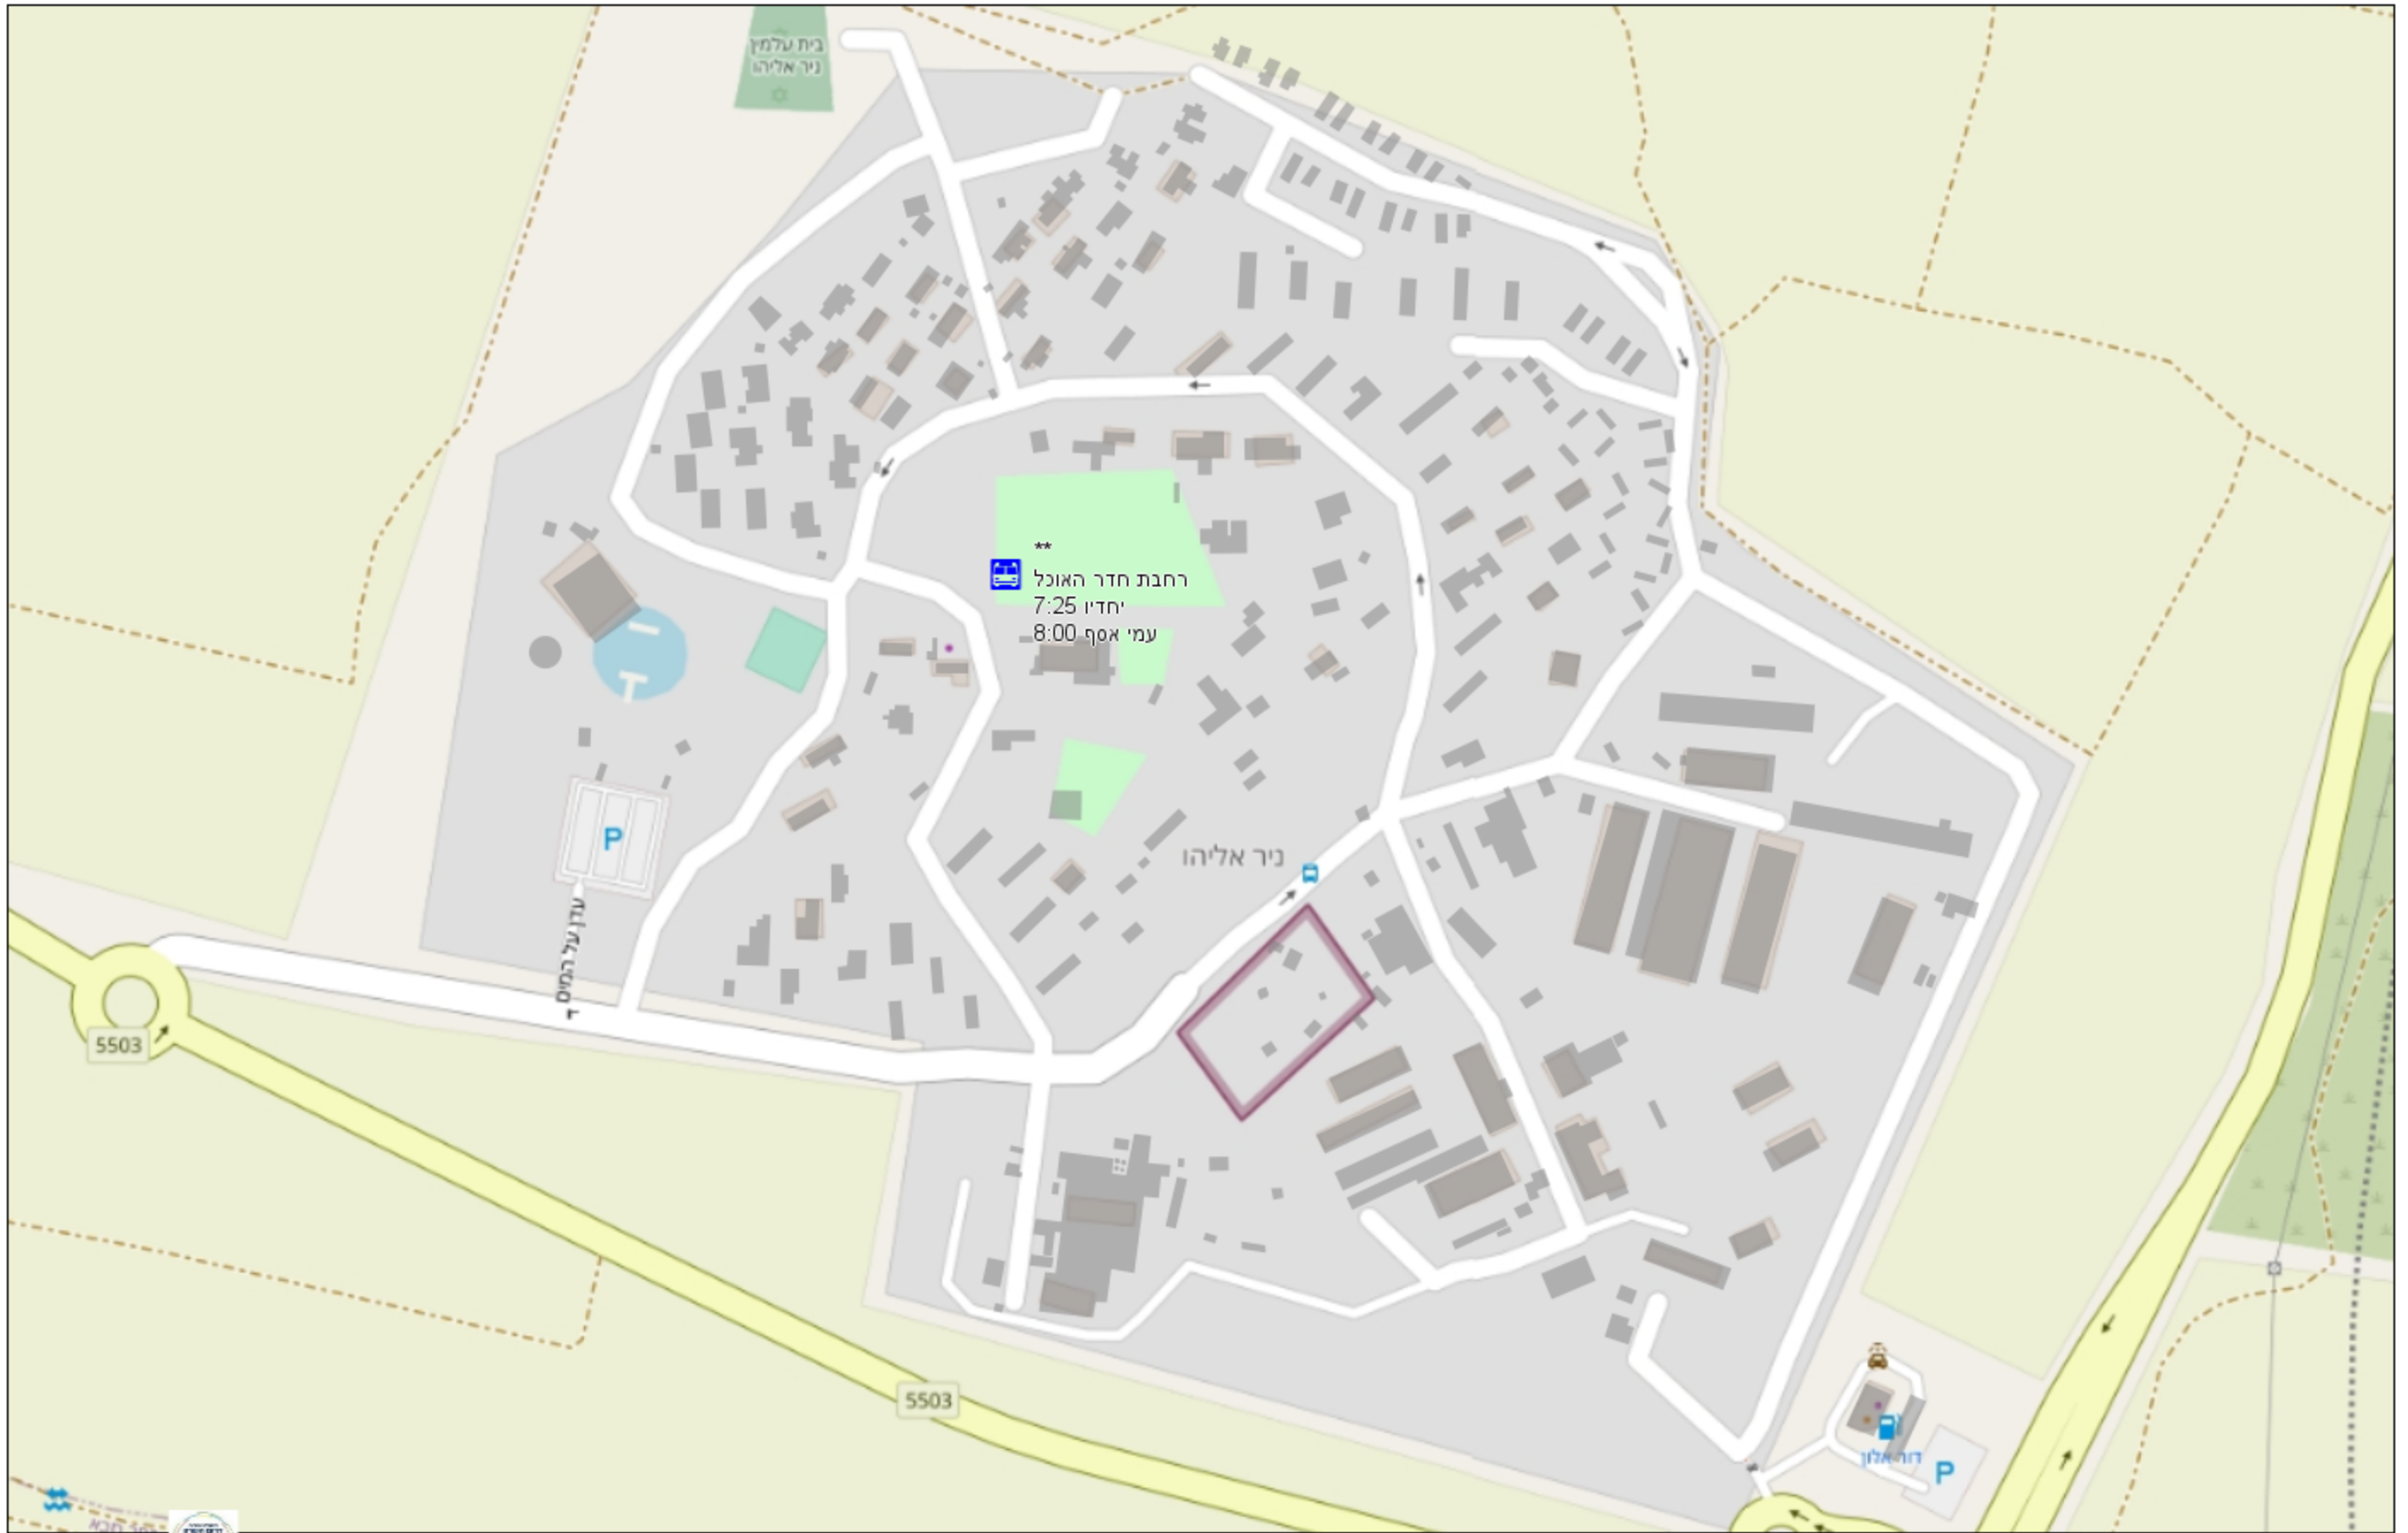 בית עלמין
ניר אליהו
**
רחבת חדר האוכל
יחדיו 7:25
עמי אסף 8:00
P
ניר אליהו
עדן על המים
5503
5503
דור אלון
P